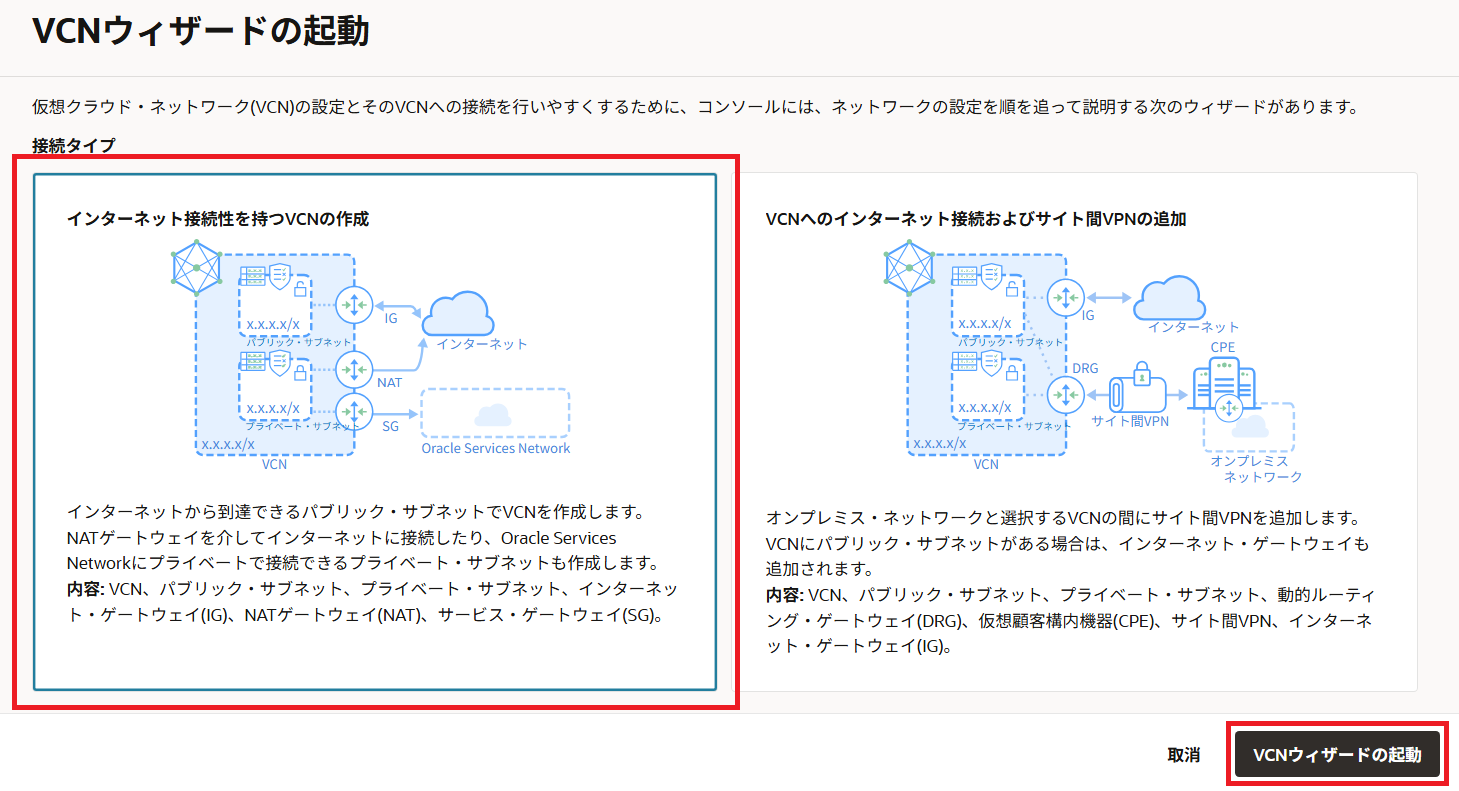 VCNウィザードの起動
仮想クラウド・ネットワーク(VCN)の設定とそのVCNへの接続を行いやすくするために、コンソールには、ネットワークの設定を順を追って説明する次のウィザードがあります。
接続タイプ
インターネット接続性を持つVCNの作成
x.x.x.x/x
パブリック・サブネット
IG
インターネット
NAT
x.x.x.x/x
プライベート・サブネット
SG
x.x.x.x/x
Oracle Services Network
VCN
インターネットから到達できるパブリック・サブネットでVCNを作成します。
NATゲートウェイを介してインターネットに接続したり、Oracle Services
Networkにプライベートで接続できるプライベート・サブネットも作成します。
内容: VCN、パブリック・サブネット、プライベート・サブネット、インターネッ
ト・ゲートウェイ(IG)、NATゲートウェイ(NAT)、サービス・ゲートウェイ(SG)。
VCNへのインターネット接続およびサイト間VPNの追加
x.x.x.x/x
パブリック・サブネット
IG
インターネット
CPE
DRG
x.x.x.x/x
プライベート・サブネット
サイト間VPN
x.x.x.x/x
VCN
オンプレミス
ネットワーク
オンプレミス・ネットワークと選択するVCNの間にサイト間VPNを追加します。
VCNにパブリック・サブネットがある場合は、インターネット・ゲートウェイも
追加されます。
内容: VCN、パブリック・サブネット、プライベート・サブネット、動的ルーティ
ング・ゲートウェイ(DRG)、仮想顧客構内機器(CPE)、サイト間VPN、インターネ
ット・ゲートウェイ(IG)。
取消
VCNウィザードの起動